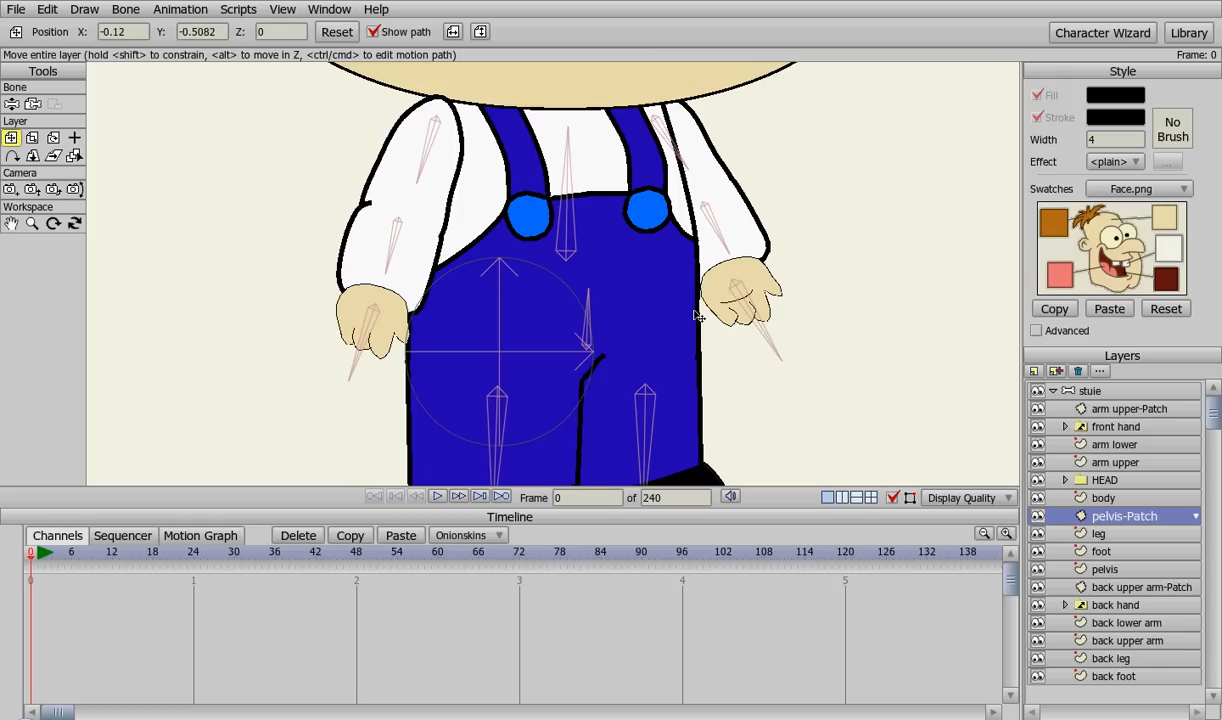 File Edit Draw Bone Animation Scripts View Window Help
Position X: -0.12 Y: -0.5082 Z: 0 Reset Show path Character Wizard Library
Move entire layer (hold <shift> to constrain, <alt> to move in Z, <ctrl/cmd> to edit motion path) Frame: 0
Tools
Bone
Layer
Camera
Workspace
Style
Fill
Stroke
No
Brush
Width 4
Effect <plain> ...
Swatches Face.png
Copy Paste Reset
Advanced
Layers
...
stuie
arm upper-Patch
front hand
arm lower
arm upper
HEAD
body
pelvis-Patch
leg
foot
pelvis
back upper arm-Patch
back hand
back lower arm
back upper arm
back leg
back foot
Frame 0 of 240 Display Quality
Timeline
Channels Sequencer Motion Graph Delete Copy Paste Onionskins
0 6 12 18 24 30 36 42 48 54 60 66 72 78 84 90 96 102 108 114 120 126 132 138
0 1 2 3 4 5